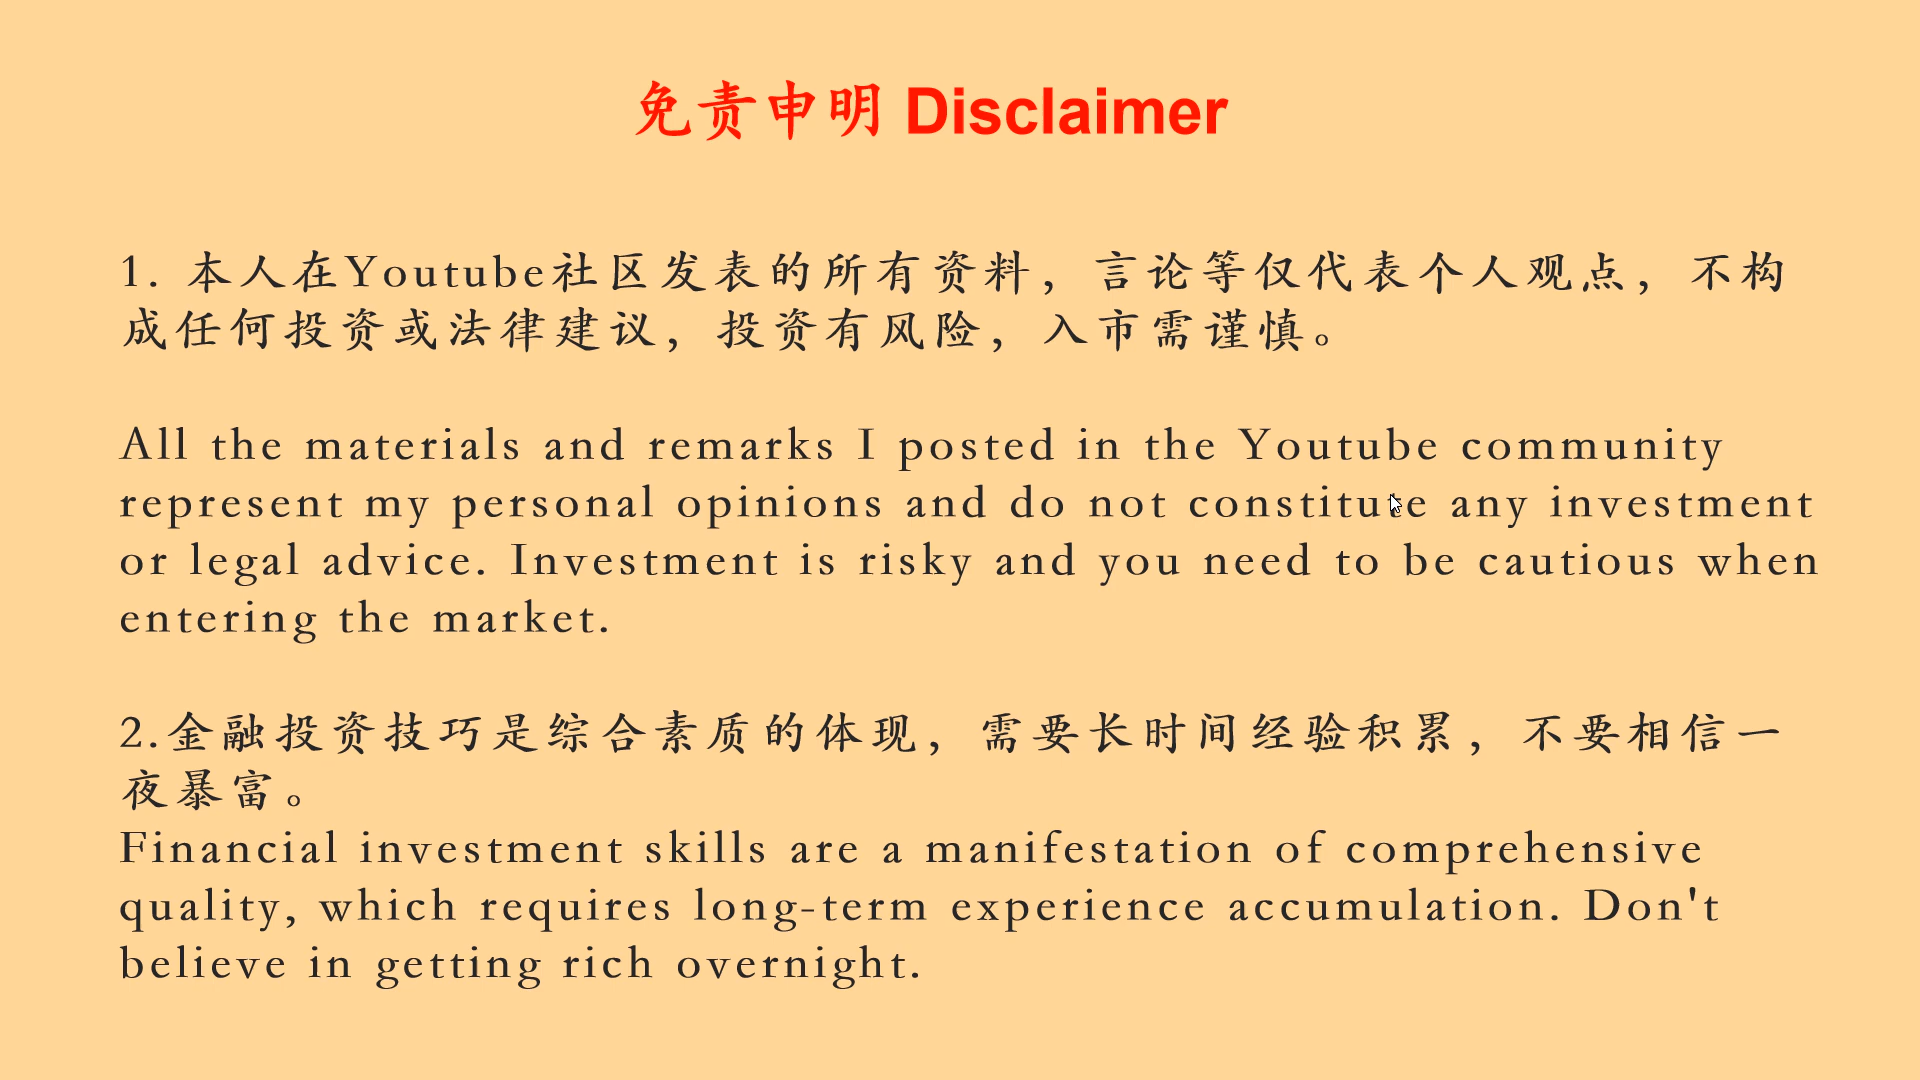 免责申明 Disclaimer
1. 本人在Youtube社区发表的所有资料，言论等仅代表个人观点，不构
成任何投资或法律建议，投资有风险，入市需谨慎。
All the materials and remarks I posted in the Youtube community
represent my personal opinions and do not constitute any investment
or legal advice. Investment is risky and you need to be cautious when
entering the market.
2.金融投资技巧是综合素质的体现，需要长时间经验积累，不要相信一
夜暴富。
Financial investment skills are a manifestation of comprehensive
quality, which requires long-term experience accumulation. Don't
believe in getting rich overnight.